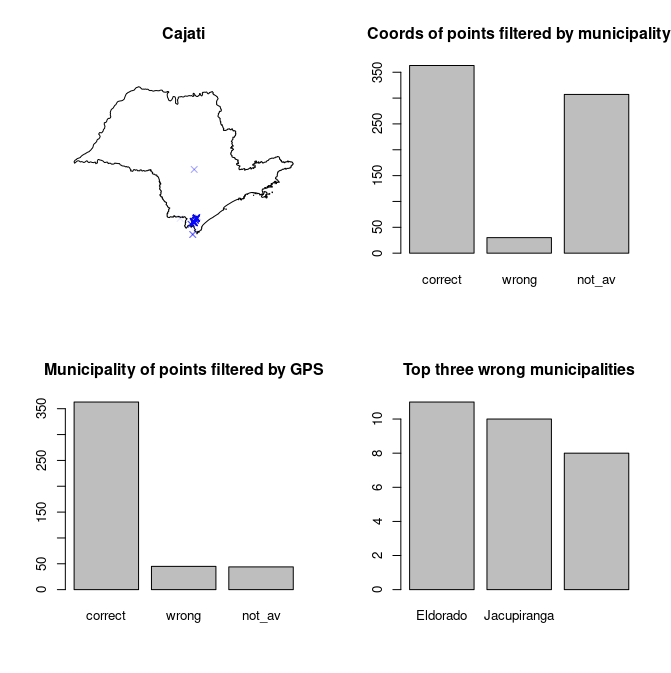 Cajati
Coords of points filtered by municipality
350
250
150
50
0
correct wrong not_av
Municipality of points filtered by GPS
350
250
150
50
0
correct wrong not_av
Top three wrong municipalities
10
8
6
4
2
0
Eldorado Jacupiranga